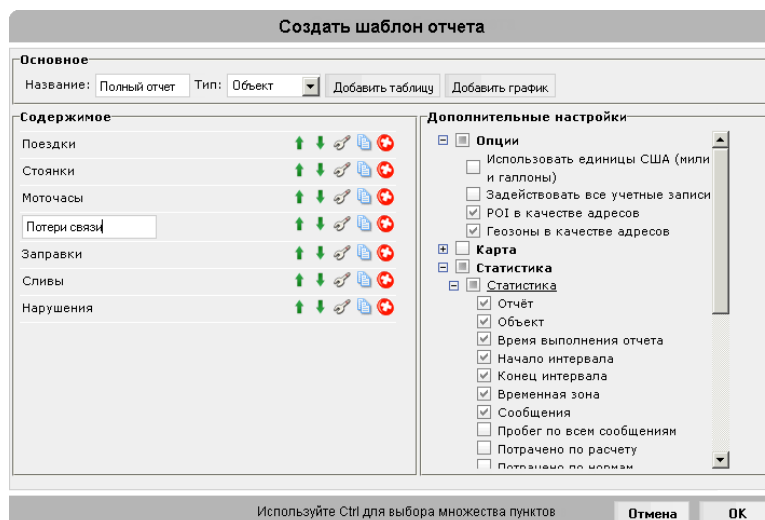 Создать шаблон отчета
Основное
Название: Полный отчет Тип: Объект Добавить таблицу Добавить график
Содержимое
Поездки
Стоянки
Моточасы
Потери связи
Заправки
Сливы
Нарушения
Дополнительные настройки
Опции
Использовать единицы США (мили
и галлоны)
Задействовать все учетные записи
POI в качестве адресов
Геозоны в качестве адресов
Карта
Статистика
Статистика
Отчёт
Объект
Время выполнения отчета
Начало интервала
Конец интервала
Временная зона
Сообщения
Пробег по всем сообщениям
Потрачено по расчету
Потрачено по нормам
Используйте Ctrl для выбора множества пунктов Отмена OK